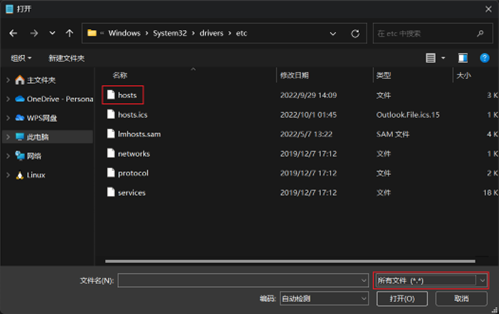 打开
Windows > System32 > drivers > etc
在 etc 中搜索
组织 新建文件夹
名称 修改日期 类型 大小
主文件夹
OneDrive - Persona
WPS网盘
此电脑
网络
Linux
hosts 2022/9/29 14:09 文件 3 K
hosts.ics 2022/10/1 01:45 Outlook.File.ics.15 1 K
lmhosts.sam 2022/5/7 13:22 SAM 文件 4 K
networks 2019/12/7 17:12 文件 1 K
protocol 2019/12/7 17:12 文件 2 K
services 2019/12/7 17:12 文件 18 K
文件名(N): 所有文件 (*.*)
编码: 自动检测 打开(O) 取消